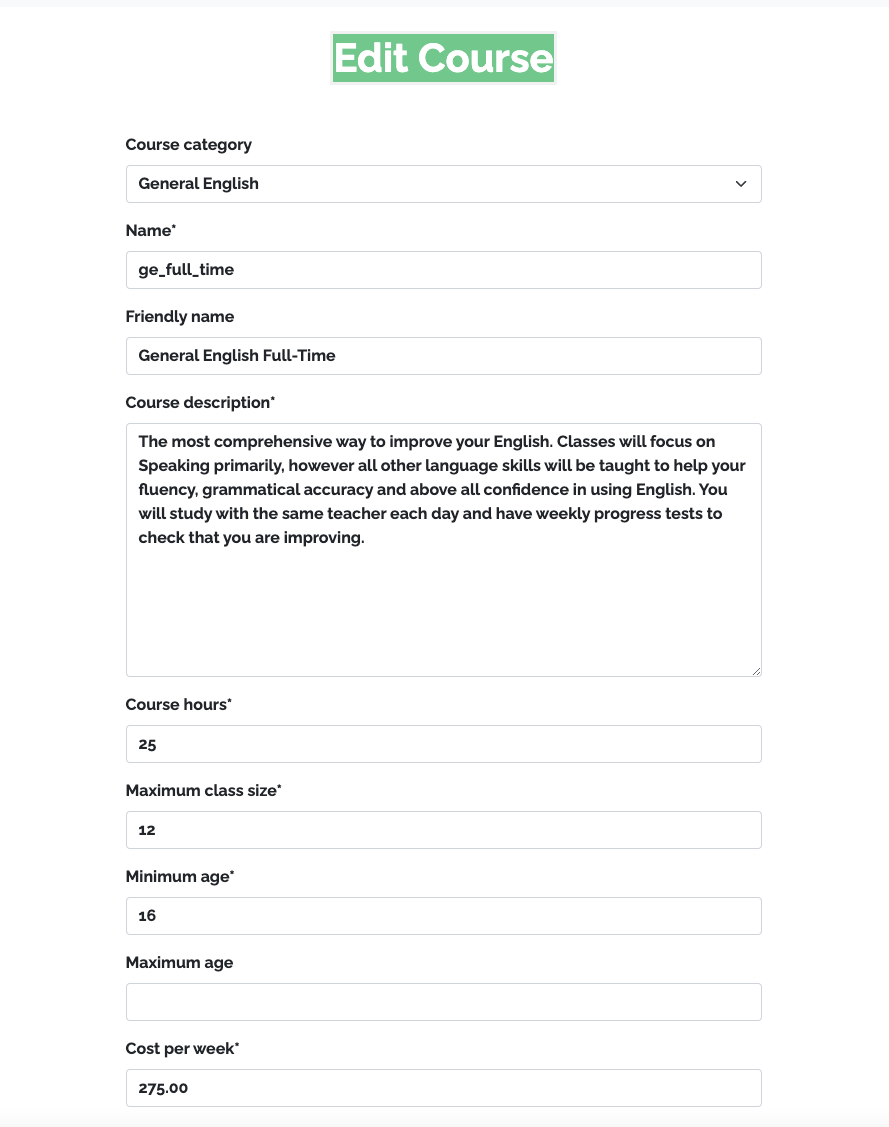 Edit Course
Course category
General English
Name*
ge_full_time
Friendly name
General English Full-Time
Course description*
The most comprehensive way to improve your English. Classes will focus on
Speaking primarily, however all other language skills will be taught to help your
fluency, grammatical accuracy and above all confidence in using English. You
will study with the same teacher each day and have weekly progress tests to
check that you are improving.
Course hours*
25
Maximum class size*
12
Minimum age*
16
Maximum age
Cost per week*
275.00